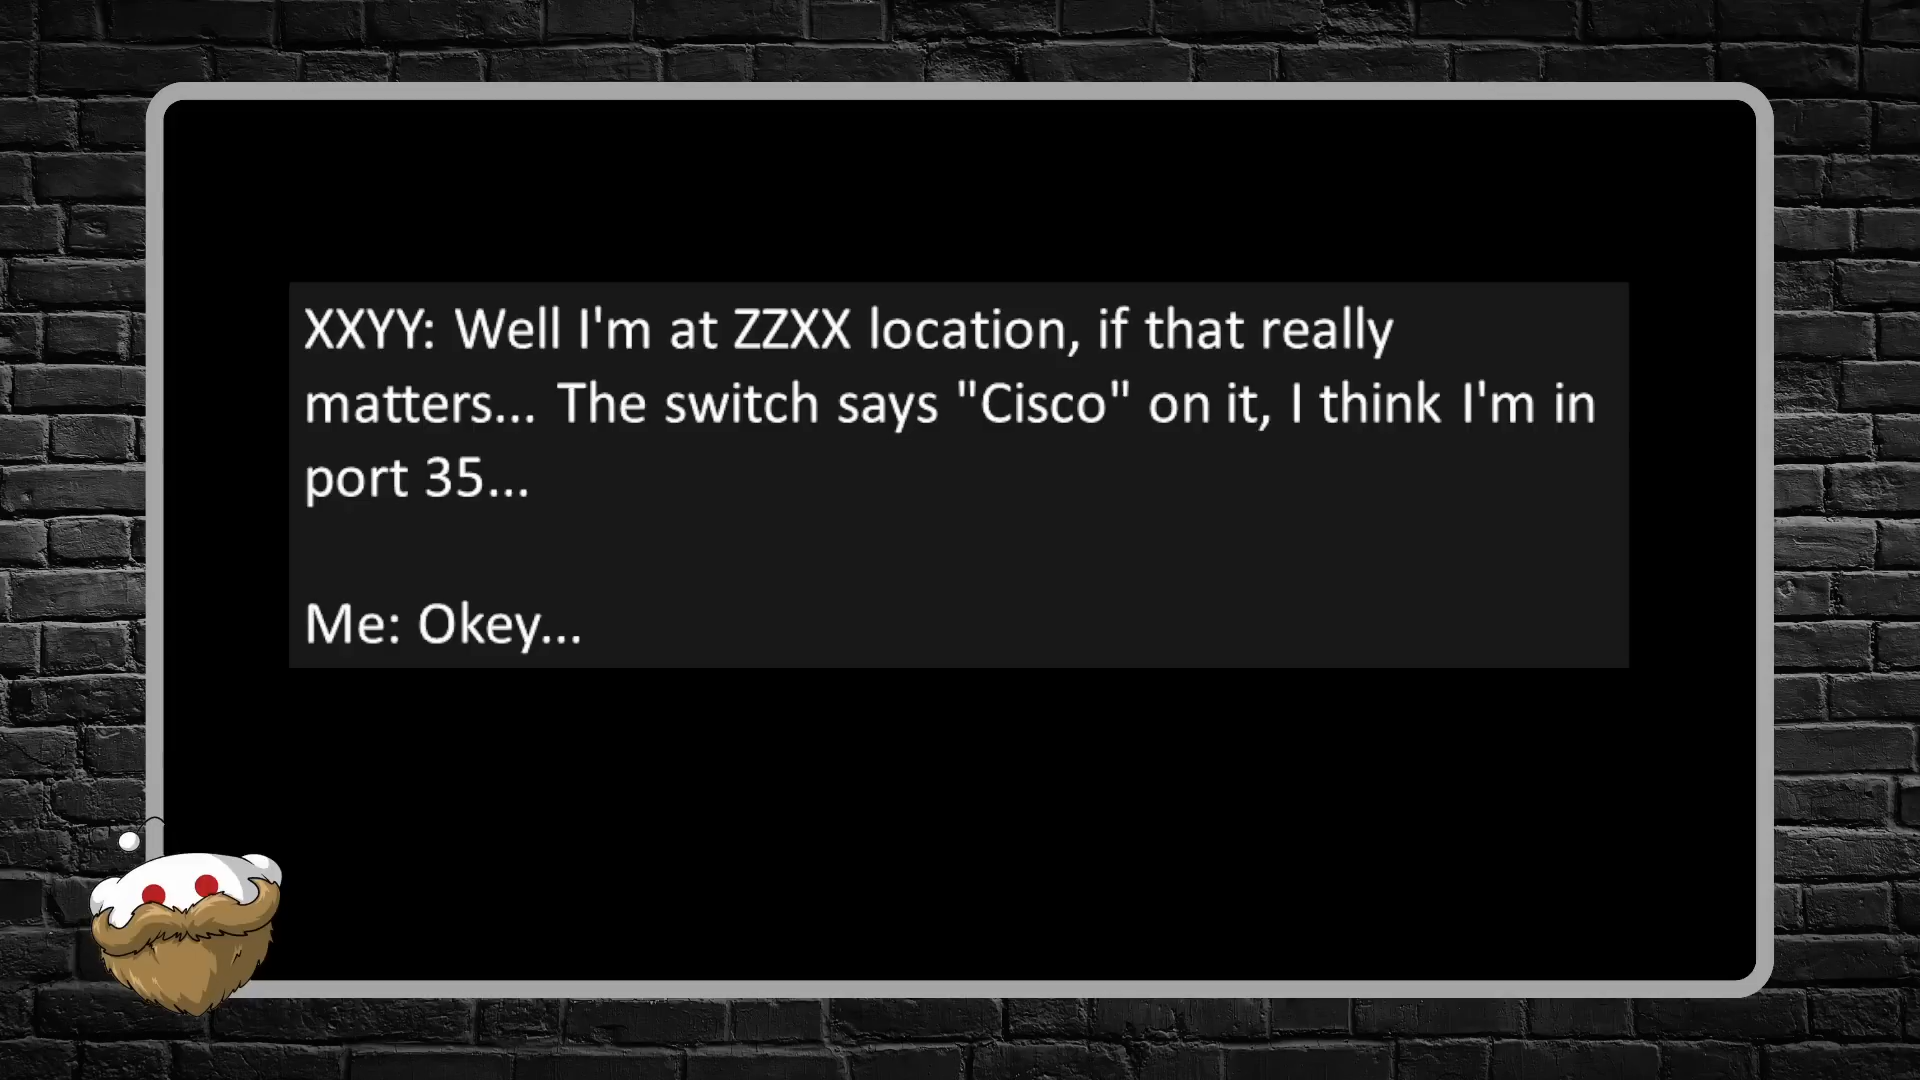 XXYY: Well I'm at ZZXX location, if that really
matters... The switch says "Cisco" on it, I think I'm in
port 35...
Me: Okey...